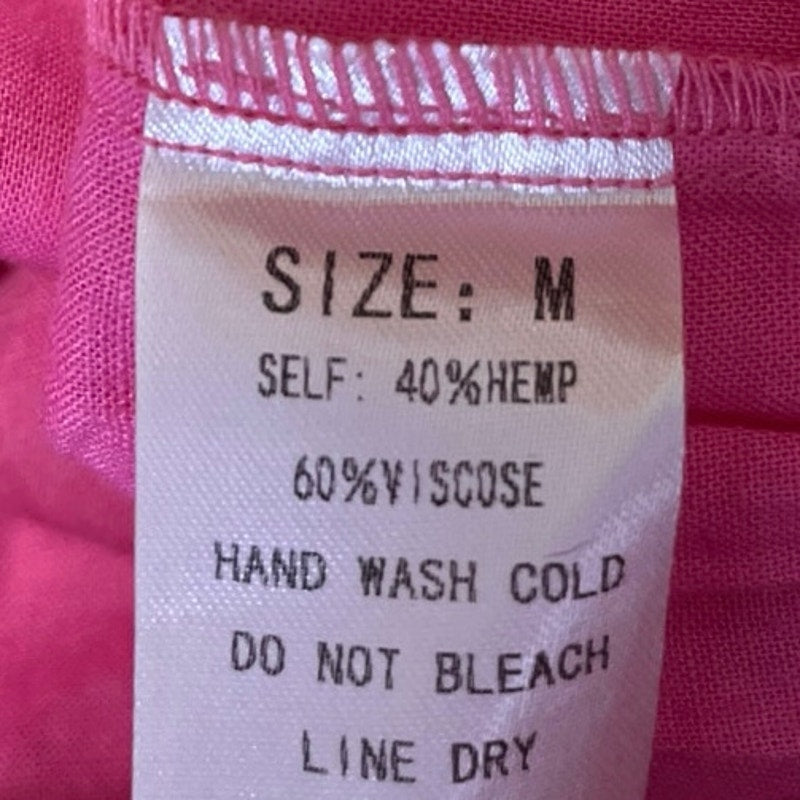 SIZE: M
SELF: 40%HEMP
60%VISCOSE
HAND WASH COLD
DO NOT BLEACH
LINE DRY